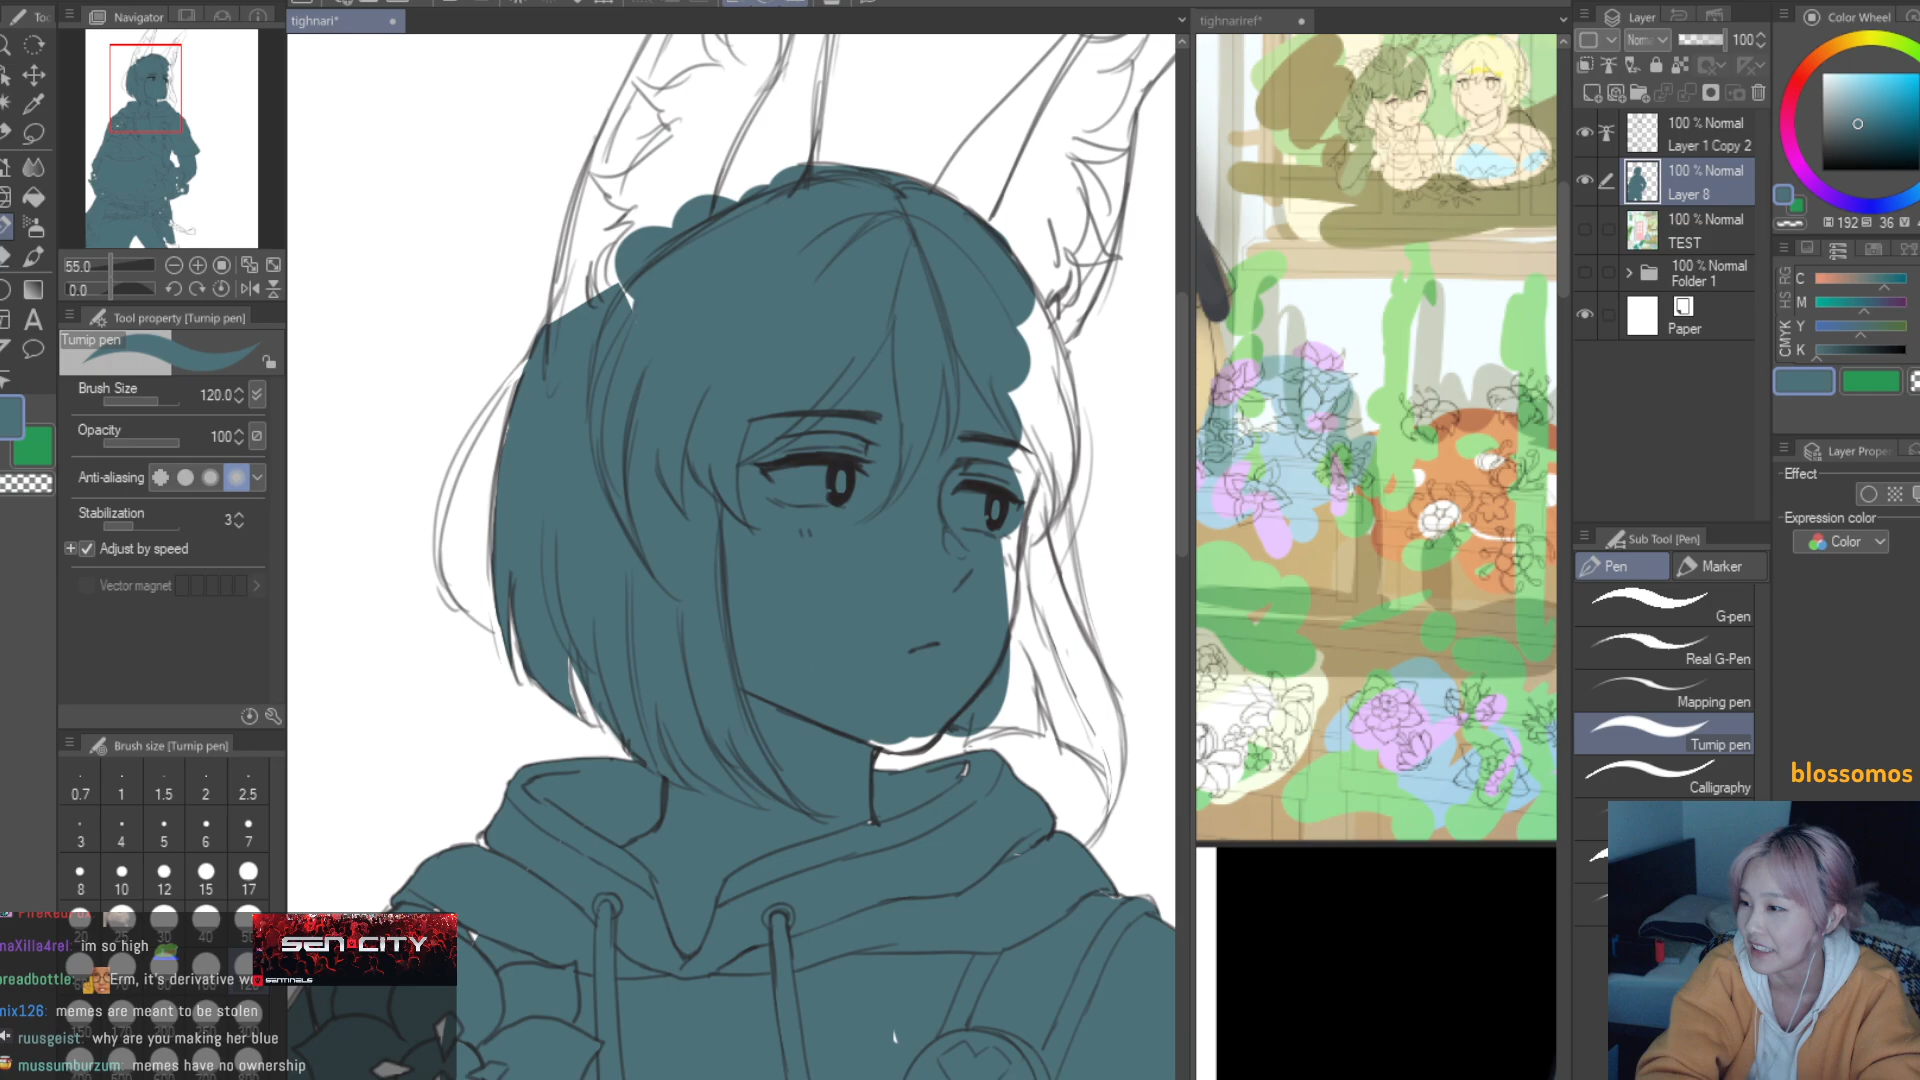 Navigator
55.0
0.0
Tool property [Turnip pen]
Turnip pen
Brush Size
120.0
Opacity
100
Anti-aliasing
Stabilization
3
Adjust by speed
Vector magnet
Brush size [Turnip pen]
0.7 1 1.5 2 2.5
3 4 5 6 7
8 10 12 15 17
im so high
Erm, it's derivative
mix126: memes are meant to be stolen
ruusgeist: why are you making her blue
mussumburzum: memes have no ownership
SEN CITY
SENTINELS
tighnari*
tighnariref*
Layer
100
100 % Normal
Layer 1 Copy 2
100 % Normal
Layer 8
100 % Normal
TEST
100 % Normal
Folder 1
Paper
Sub Tool [Pen]
Pen
Marker
G-pen
Real G-Pen
Mapping pen
Turnip pen
Calligraphy
Color Wheel
192 36
CMYK
C
M
Y
K
Layer Proper
Effect
Expression color
Color
blossomos